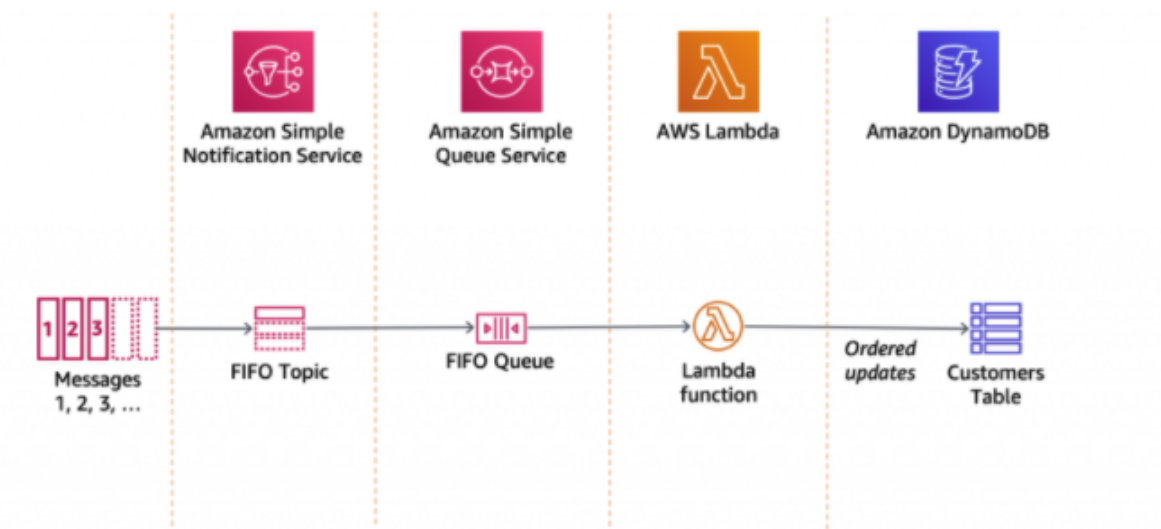 Amazon Simple
Notification Service
Amazon Simple
Queue Service
AWS Lambda
Amazon DynamoDB
1 2 3
Messages
1, 2, 3, ...
FIFO Topic
FIFO Queue
Lambda
function
Ordered
updates
Customers
Table